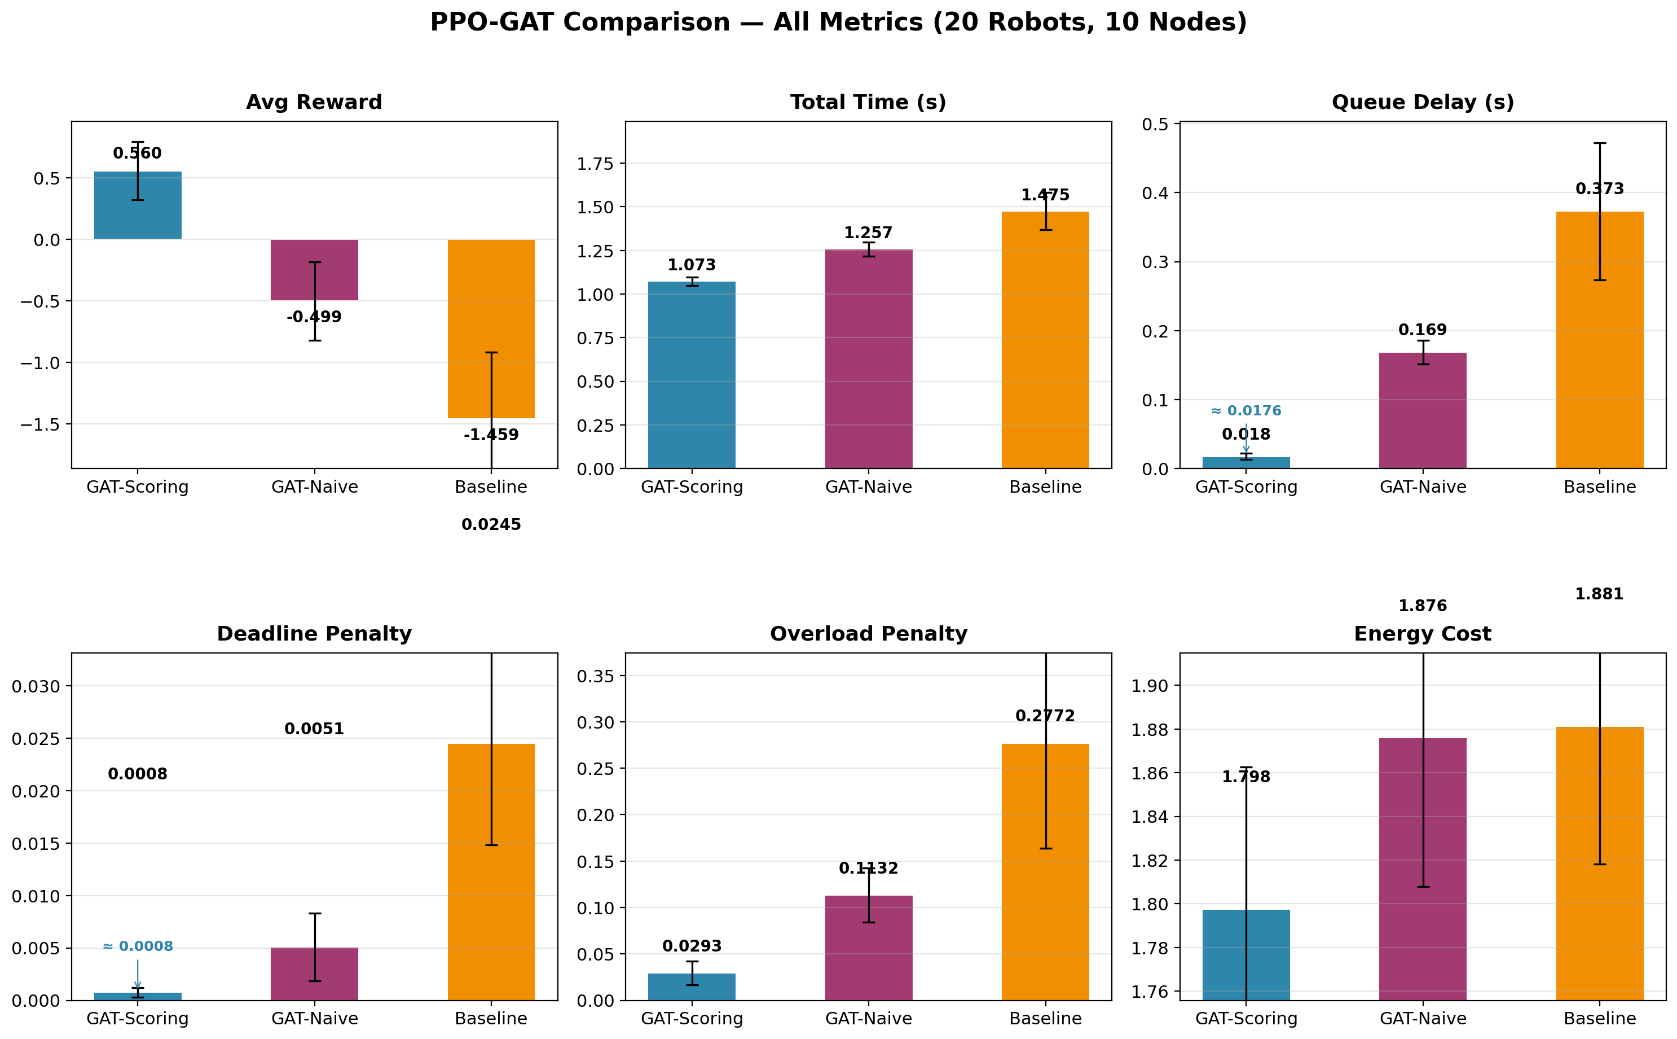 PPO-GAT Comparison — All Metrics (20 Robots, 10 Nodes)
Avg Reward
0.5
0.0
−0.5
−1.0
−1.5
0.560
-0.499
-1.459
GAT-Scoring
GAT-Naive
Baseline
Total Time (s)
1.75
1.50
1.25
1.00
0.75
0.50
0.25
0.00
1.073
1.257
1.475
GAT-Scoring
GAT-Naive
Baseline
Queue Delay (s)
0.5
0.4
0.3
0.2
0.1
0.0
≈ 0.0176
0.018
0.169
0.373
GAT-Scoring
GAT-Naive
Baseline
0.0245
Deadline Penalty
0.030
0.025
0.020
0.015
0.010
0.005
0.000
0.0008
≈ 0.0008
0.0051
GAT-Scoring
GAT-Naive
Baseline
Overload Penalty
0.35
0.30
0.25
0.20
0.15
0.10
0.05
0.00
0.0293
0.1132
0.2772
GAT-Scoring
GAT-Naive
Baseline
1.876
1.881
Energy Cost
1.90
1.88
1.86
1.84
1.82
1.80
1.78
1.76
1.798
GAT-Scoring
GAT-Naive
Baseline